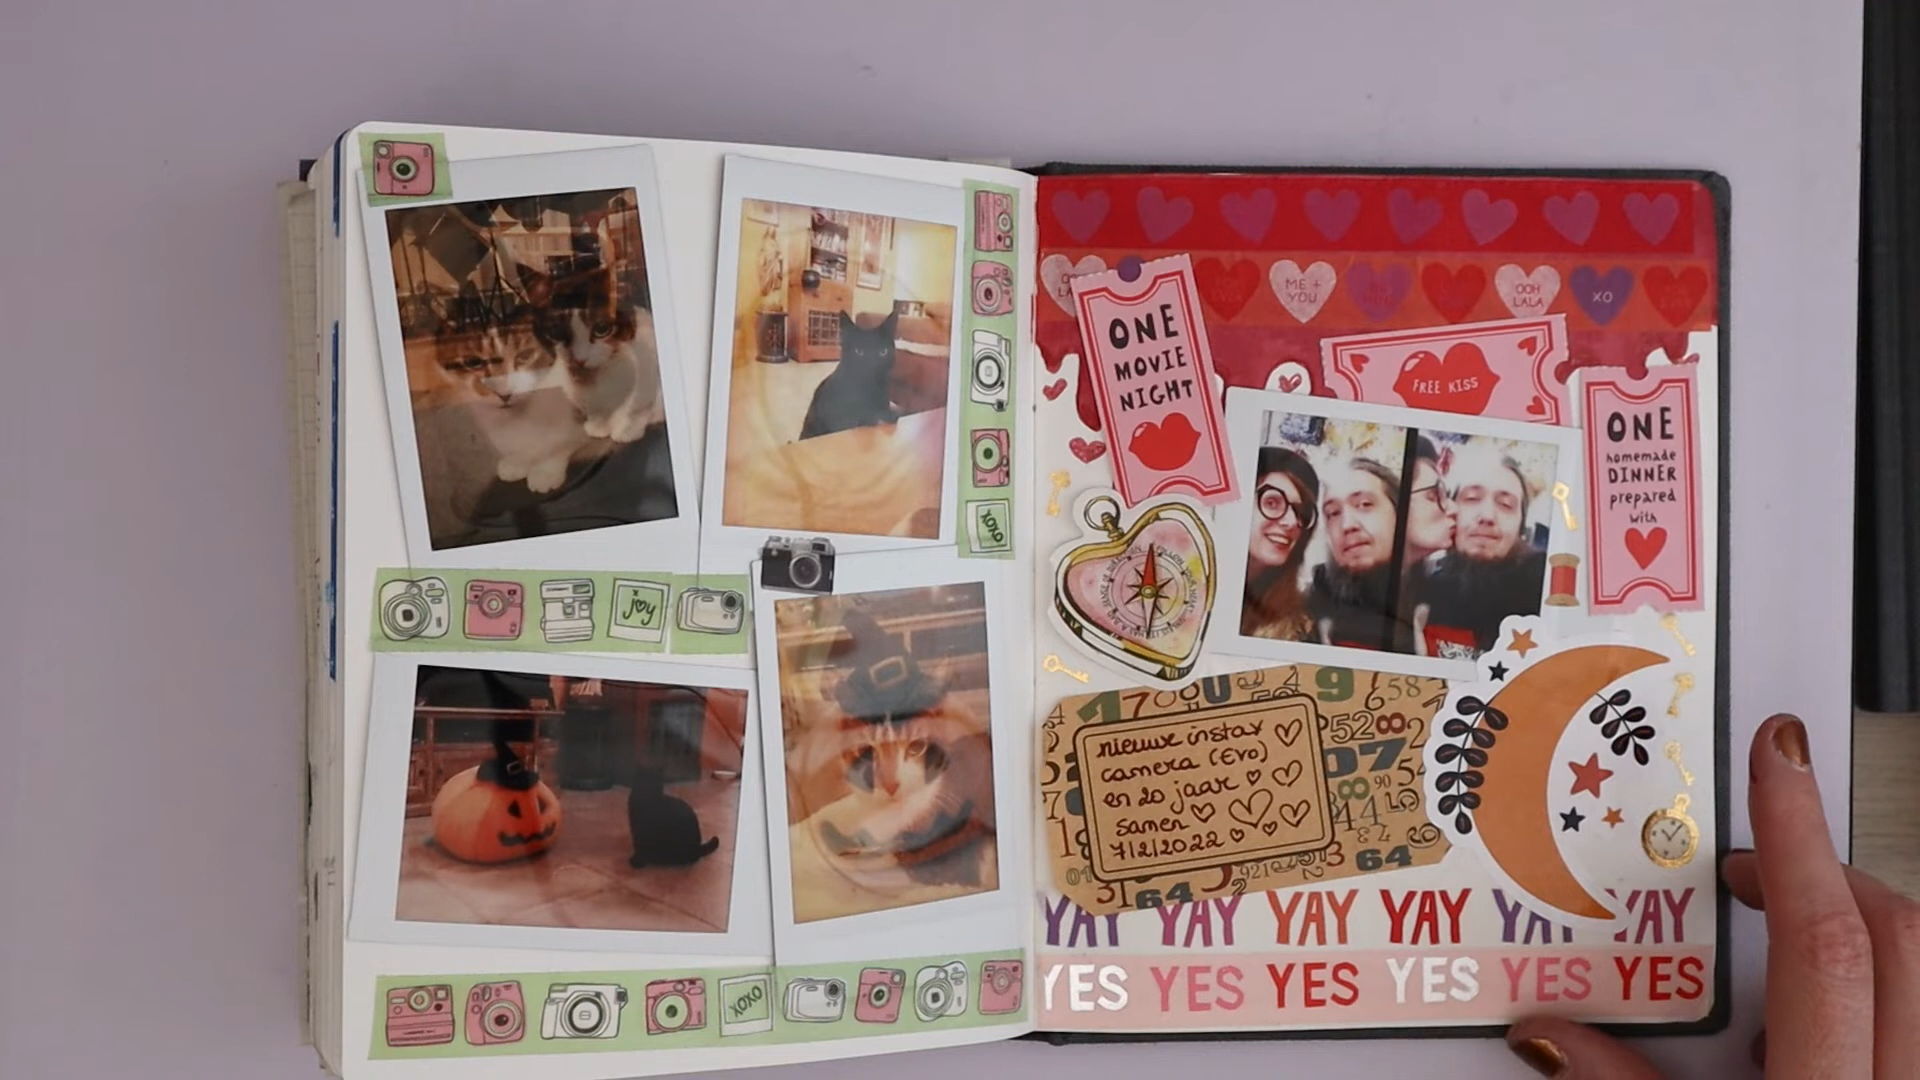 joy
xoxo
xoxo
ME +
YOU
OOH
LALA
XO
ONE
MOVIE
NIGHT
FREE KISS
ONE
homemade
DINNER
prepared
with
nieuwe instax
camera (Evo)
en 20 jaar
samen
7/2/2022
YAY YAY YAY YAY YAY YAY
YES YES YES YES YES YES